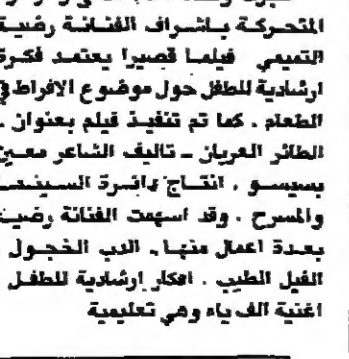 المتحركة باشراف الفنانة رضية
التميمي فيلما قصيرا يعتمد فكرة
ارشادية للطفل حول موضوع الافراط في
الطعام . كما تم تنفيذ فيلم بعنوان .
الطائر العريان ـ تاليف الشاعر معين
بسيسو . انتاج دائرة السينما
والمسرح . وقد اسهمت الفنانة رضية
بعدة اعمال منها . الدب الخجول
الفيل الطيب . افكار ارشادية للطفل
اغنية الف باء وهي تعليمية